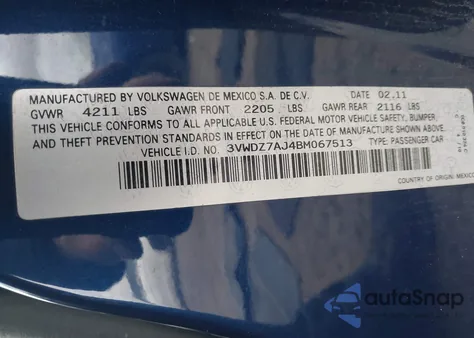 MANUFACTURED BY VOLKSWAGEN DE MEXICO S.A. DE C.V. DATE 02.11
GVWR 4211 LBS GAWR FRONT 2205 LBS GAWR REAR 2116 LBS
THIS VEHICLE CONFORMS TO ALL APPLICABLE U.S. FEDERAL MOTOR VEHICLE SAFETY, BUMPER,
AND THEFT PREVENTION STANDARDS IN EFFECT ON THE DATE OF MANUFACTURE SHOWN ABOVE.
VEHICLE I.D. NO. 3VWDZ7AJ4BM067513 TYPE: PASSENGER CAR
COUNTRY OF ORIGIN: MEXICO
autoSnap